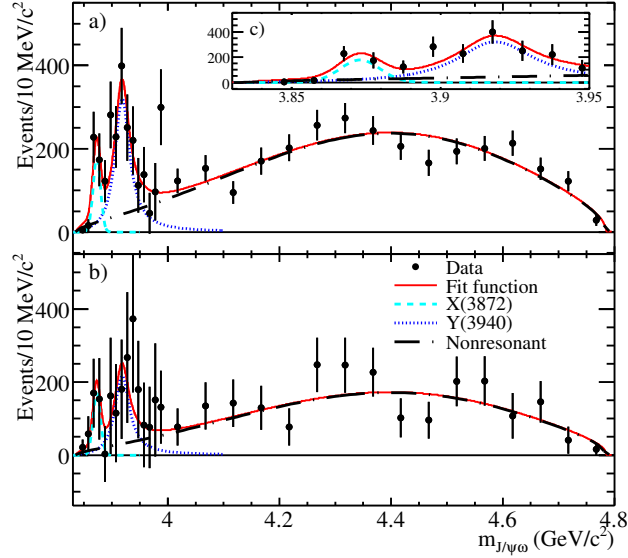 a)
c)
400
200
0
3.85
3.9
3.95
Events/10 MeV/c²
400
200
0
b)
Data
Fit function
X(3872)
Y(3940)
Nonresonant
Events/10 MeV/c²
400
200
0
4
4.2
4.4
4.6
4.8
m_{J/ψω} (GeV/c²)